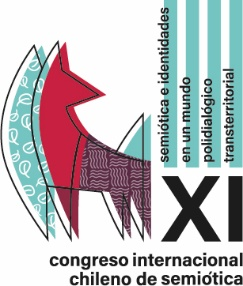 semiótica e identidades
en un mundo
polidialógico
transterritorial
XI
congreso internacional
chileno de semiótica